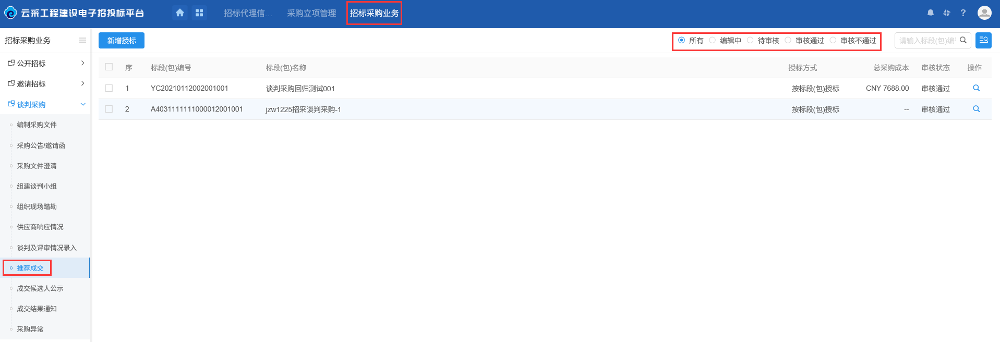 云采工程建设电子招投标平台
招标代理信...
采购立项管理
招标采购业务
?
招标采购业务
公开招标
邀请招标
谈判采购
编制采购文件
采购公告/邀请函
采购文件澄清
组建谈判小组
组织现场踏勘
供应商响应情况
谈判及评审情况录入
推荐成交
成交候选人公示
成交结果通知
采购异常
新增授标
所有 编辑中 待审核 审核通过 审核不通过
请输入标段(包)编
序 标段(包)编号 标段(包)名称 授标方式 总采购成本 审核状态 操作
1 YC20210112002001001 谈判采购回归测试001 按标段(包)授标 CNY 7688.00 审核通过
2 A4031111111000012001001 jzw1225招采谈判采购-1 按标段(包)授标 -- 审核通过